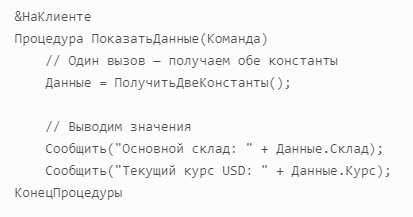 &НаКлиенте
Процедура ПоказатьДанные(Команда)
    // Один вызов — получаем обе константы
    Данные = ПолучитьДвеКонстанты();

    // Выводим значения
    Сообщить("Основной склад: " + Данные.Склад);
    Сообщить("Текущий курс USD: " + Данные.Курс);
КонецПроцедуры